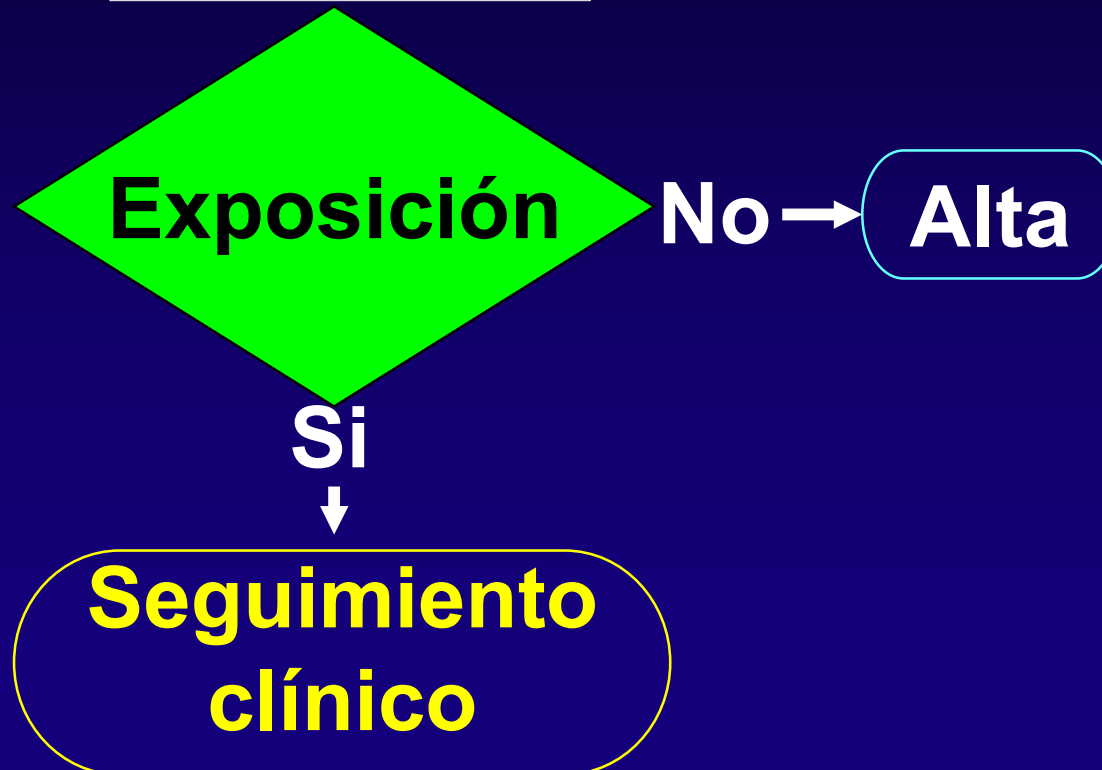 Exposición
No
Alta
Si
Seguimiento
clínico